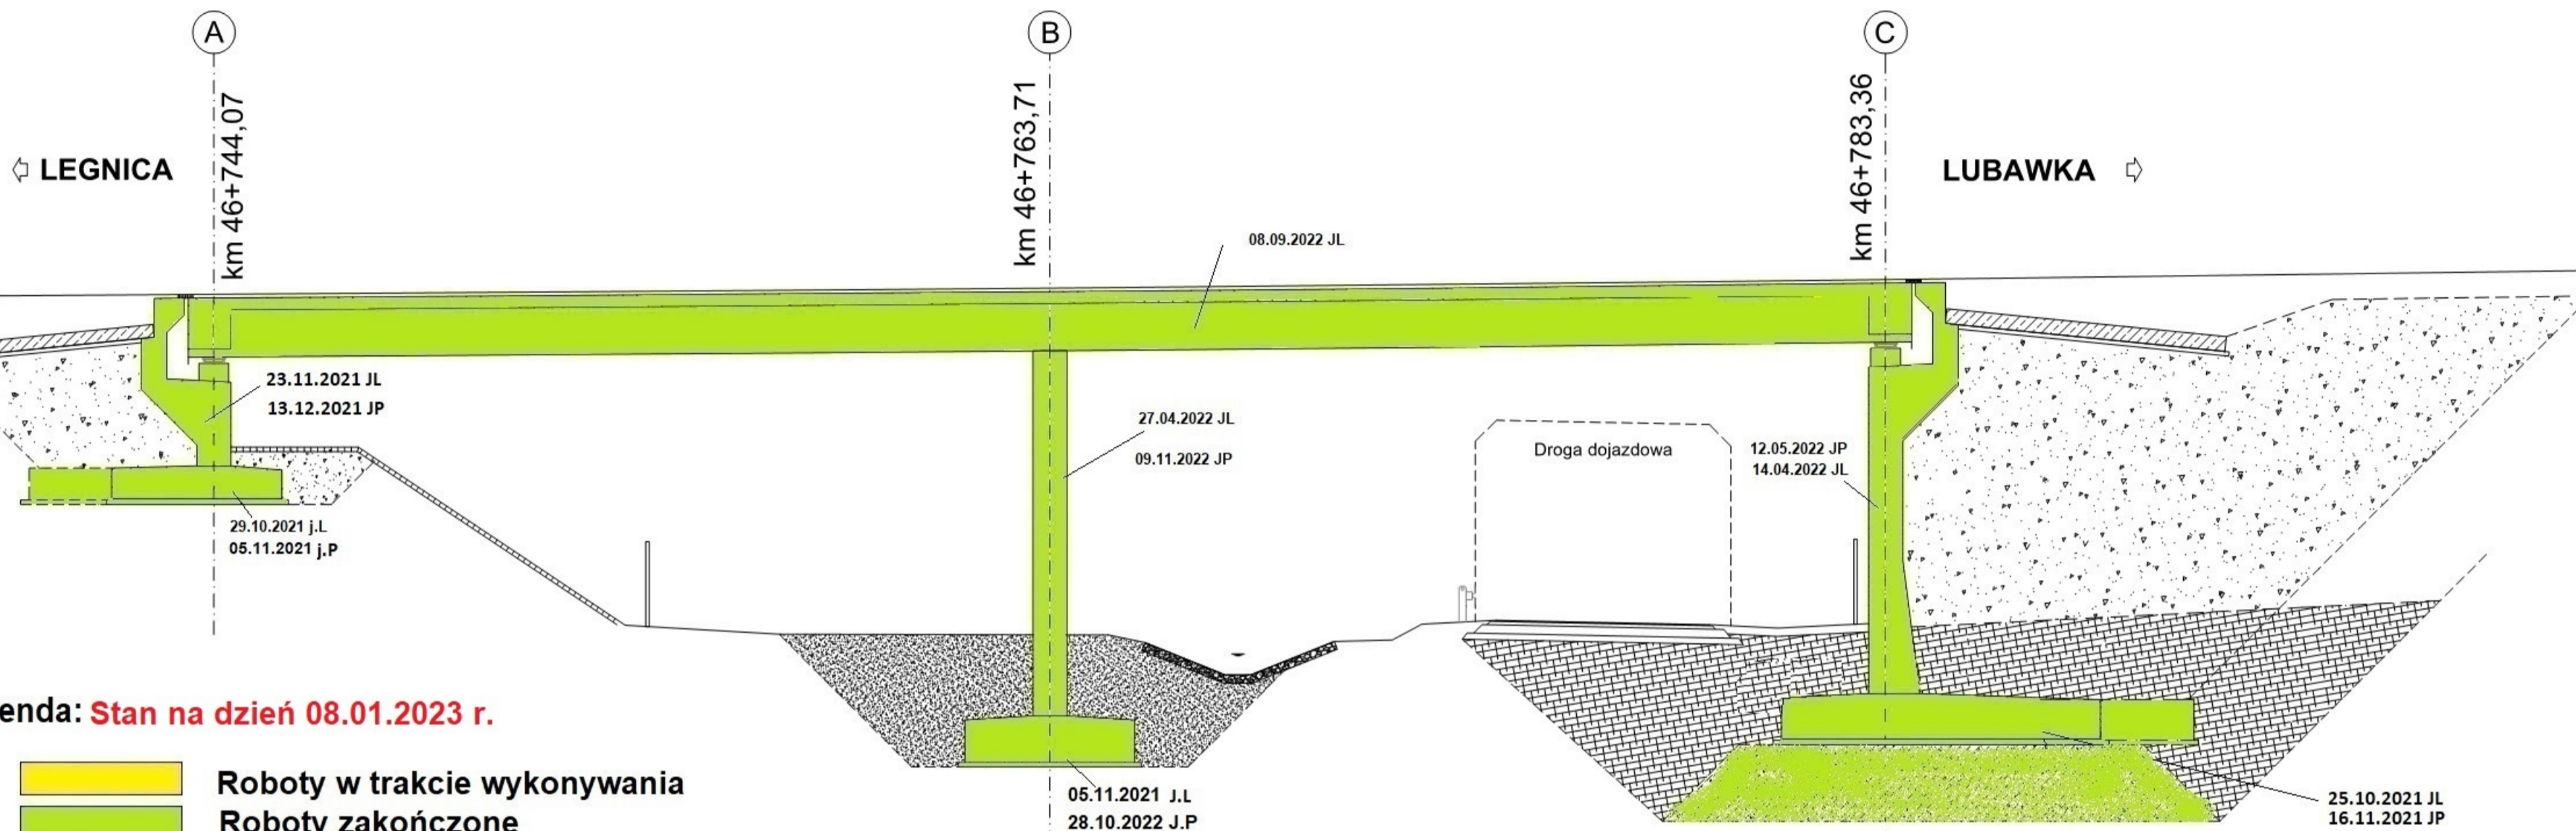 A
B
C
km 46+744,07
km 46+763,71
km 46+783,36
LEGNICA
LUBAWKA
08.09.2022 JL
23.11.2021 JL
13.12.2021 JP
27.04.2022 JL
09.11.2022 JP
Droga dojazdowa
12.05.2022 JP
14.04.2022 JL
29.10.2021 j.L
05.11.2021 j.P
enda: Stan na dzień 08.01.2023 r.
Roboty w trakcie wykonywania
Roboty zakończone
05.11.2021 J.L
28.10.2022 J.P
25.10.2021 JL
16.11.2021 JP